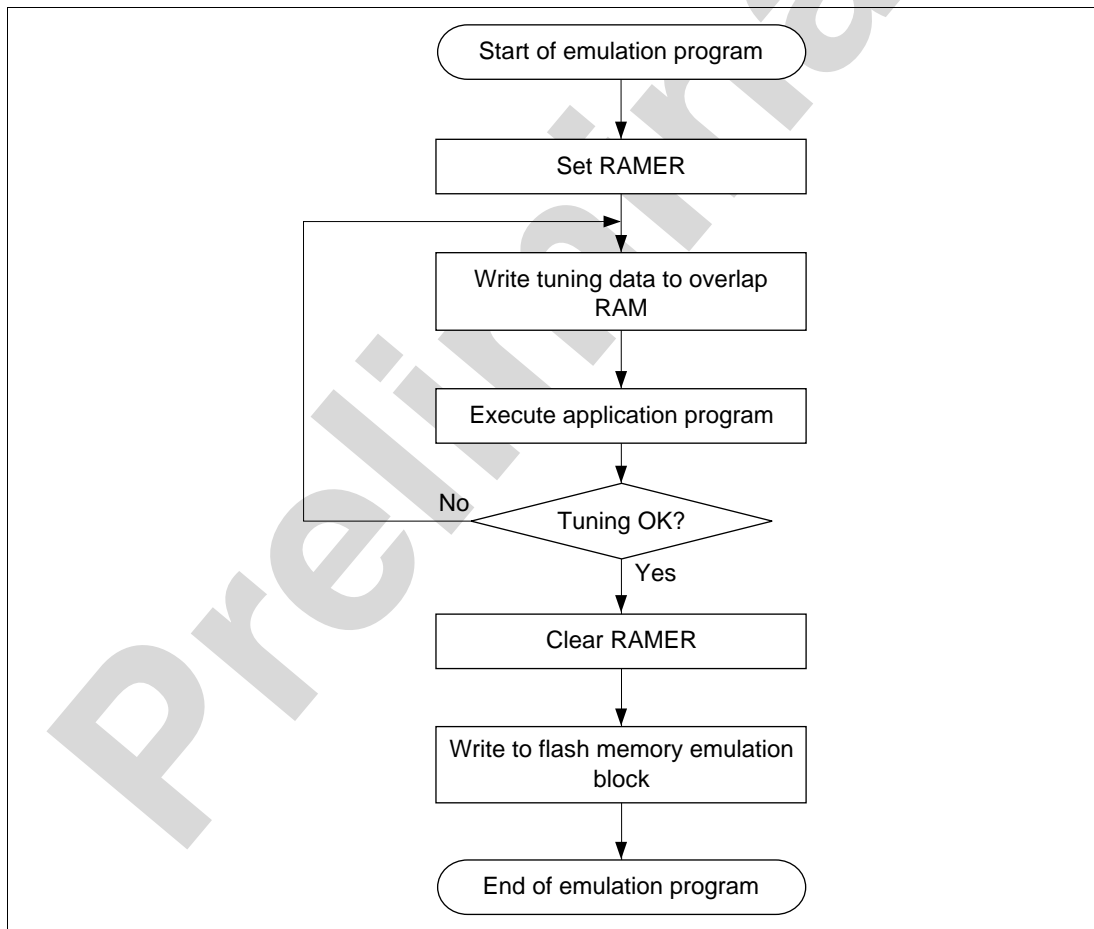 Start of emulation program
Set RAMER
Write tuning data to overlap
RAM
Execute application program
No
Tuning OK?
Yes
Clear RAMER
Write to flash memory emulation
block
End of emulation program
Prelimina